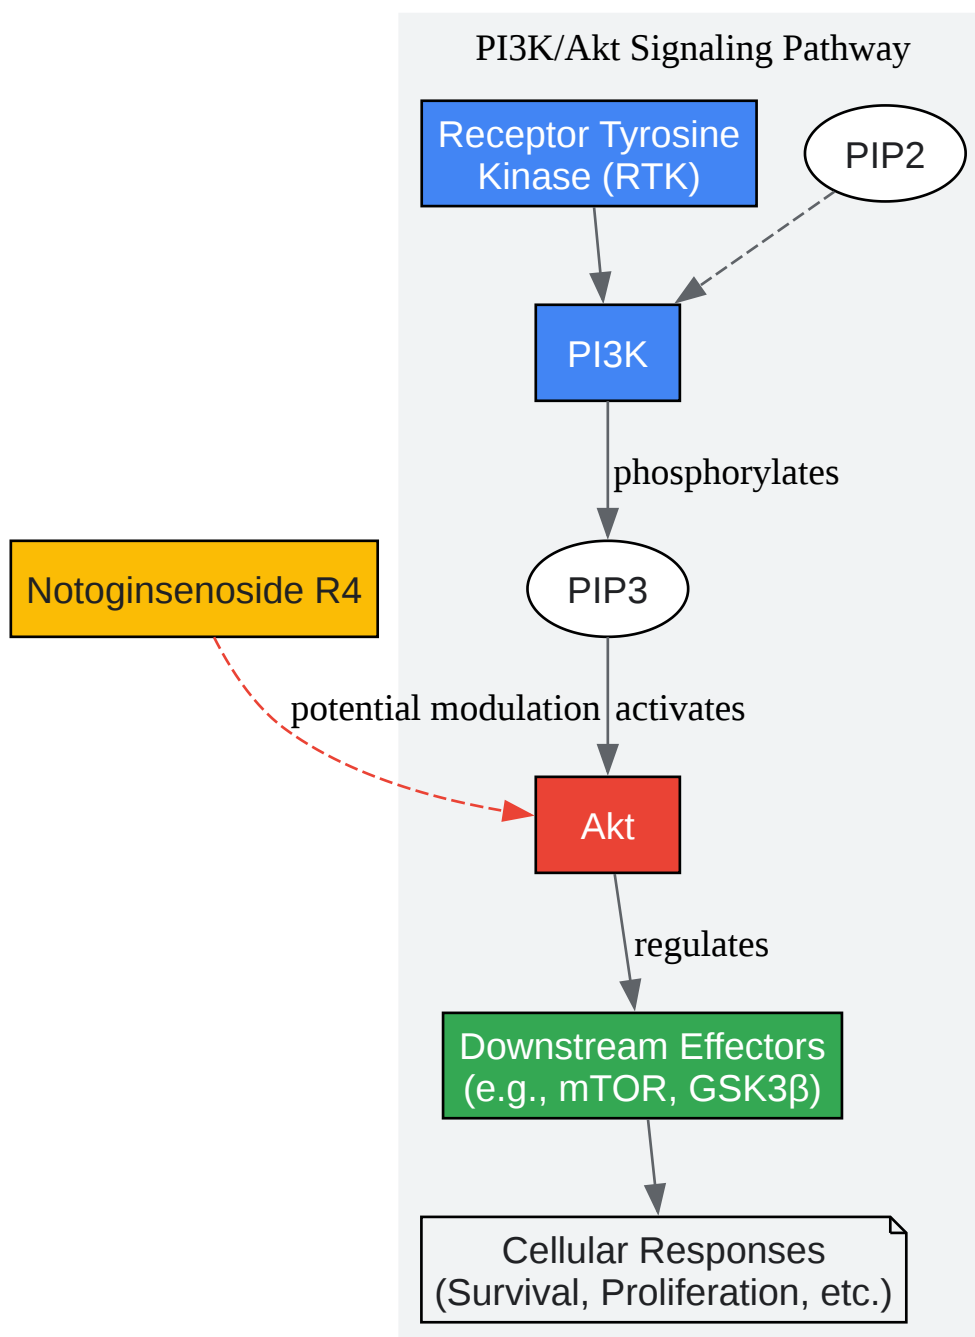 PI3K/Akt Signaling Pathway
Receptor Tyrosine
Kinase (RTK)
PIP2
PI3K
phosphorylates
Notoginsenoside R4
PIP3
potential modulation
activates
Akt
regulates
Downstream Effectors
(e.g., mTOR, GSK3β)
Cellular Responses
(Survival, Proliferation, etc.)